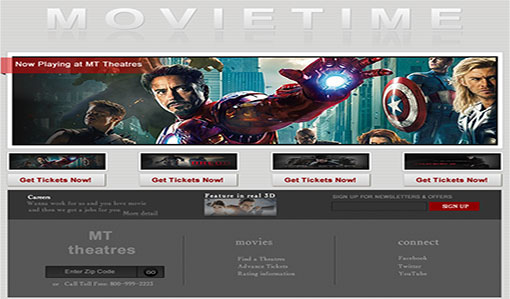 MOVIETIME
Now Playing at MT Theatres
Get Tickets Now! Get Tickets Now! Get Tickets Now! Get Tickets Now!
Careers
Wanna work for us and you love movie
and then we got a jobs for you.
More detail
Feature in real 3D
SIGN UP FOR NEWSLETTERS & OFFERS
SIGN UP
MT
theatres
Enter Zip Code GO
or Call Toll Free: 800-999-2223
movies
Find a Theatres
Advance Tickets
Rating information
connect
Facebook
Twitter
YouTube